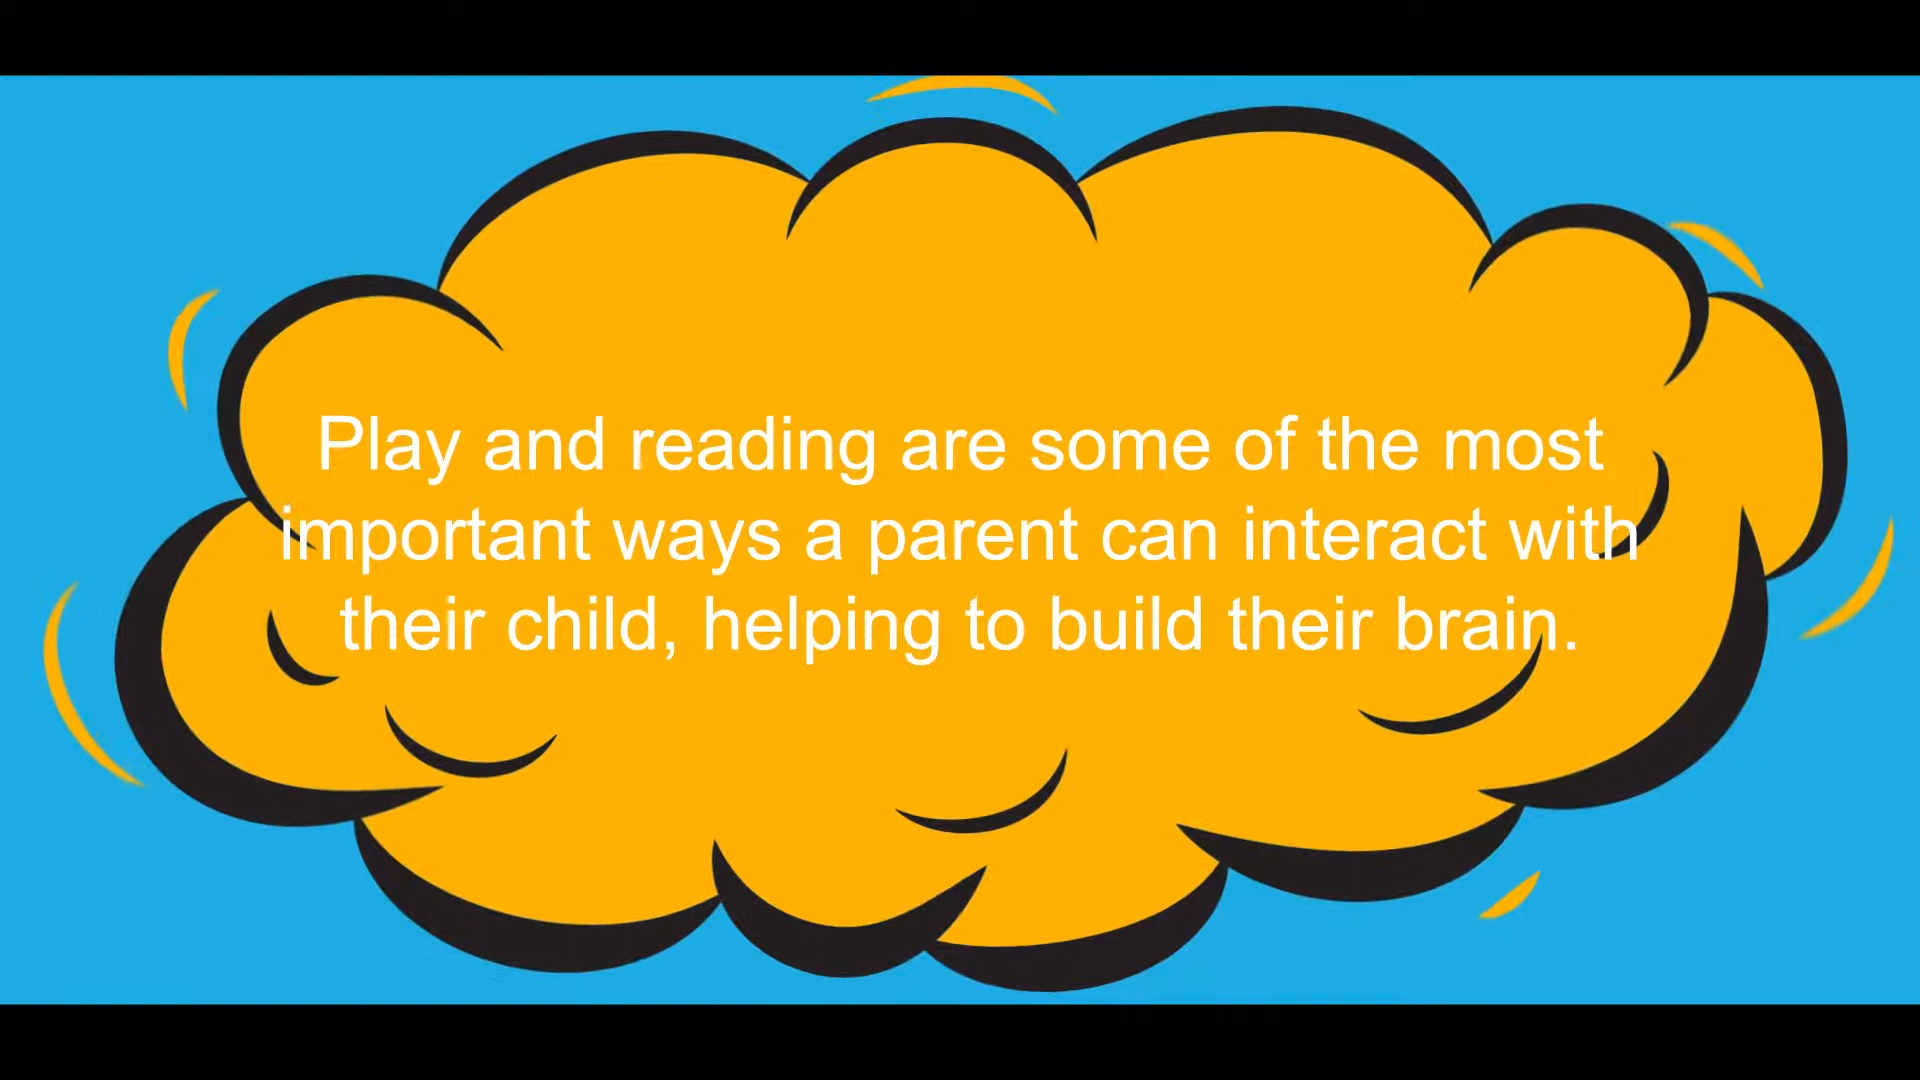 Play and reading are some of the most
important ways a parent can interact with
their child, helping to build their brain.